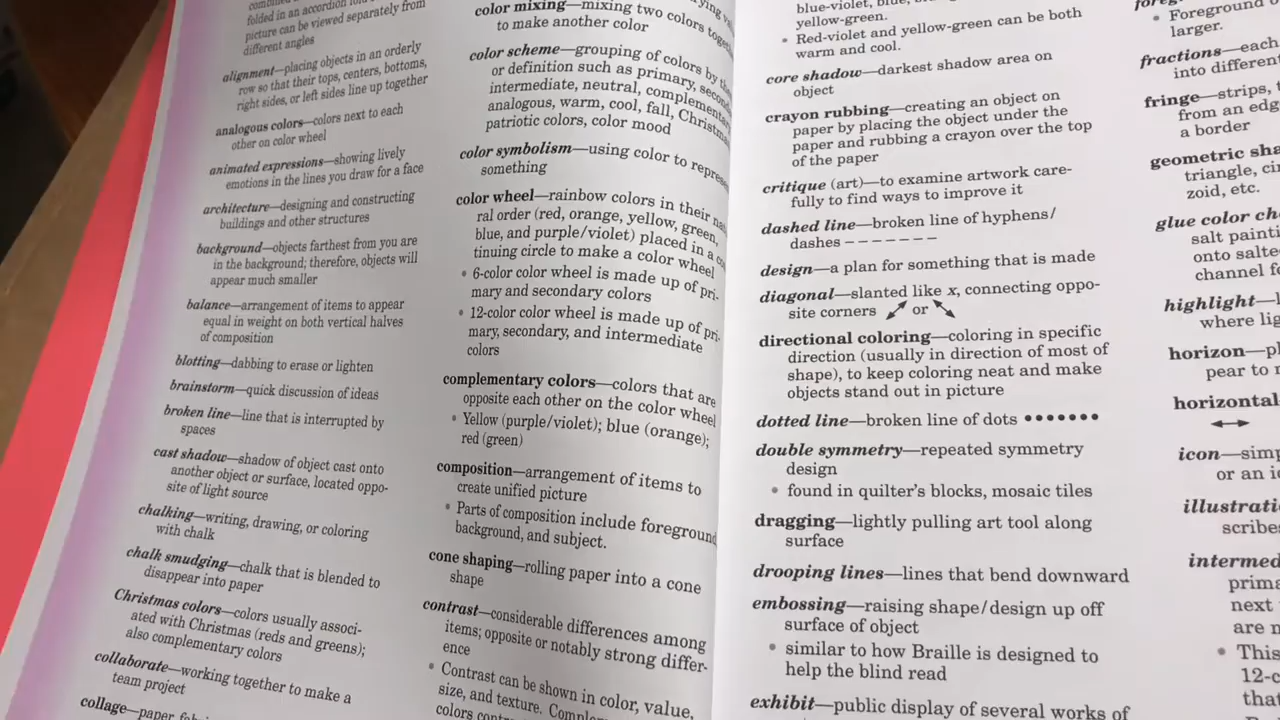 folded in an accordion fold
picture can be viewed separately from
different angles
alignment—placing objects in an orderly
row so that their tops, centers, bottoms,
right sides, or left sides line up together
analogous colors—colors next to each
other on color wheel
animated expressions—showing lively
emotions in the lines you draw for a face
architecture—designing and constructing
buildings and other structures
background—objects farthest from you are
in the background; therefore, objects will
appear much smaller
balance—arrangement of items to appear
equal in weight on both vertical halves
of composition
blotting—dabbing to erase or lighten
brainstorm—quick discussion of ideas
broken line—line that is interrupted by
spaces
cast shadow—shadow of object cast onto
another object or surface, located oppo-
site of light source
chalking—writing, drawing, or coloring
with chalk
chalk smudging—chalk that is blended to
disappear into paper
Christmas colors—colors usually associ-
ated with Christmas (reds and greens);
also complementary colors
collaborate—working together to make a
team project
collage—paper
color mixing—mixing two colors together
to make another color
color scheme—grouping of colors by the
or definition such as primary,
intermediate, neutral,
analogous, warm, cool, fall,
patriotic colors, color mood
color symbolism—using color to
something
color wheel—rainbow colors in their
ral order (red, orange, yellow, green,
blue, and purple/violet) placed in a
tinuing circle to make a color wheel
• 6-color color wheel is made up of pri-
mary and secondary colors
• 12-color color wheel is made up of pri-
mary, secondary, and intermediate
colors
complementary colors—colors that are
opposite each other on the color wheel
• Yellow (purple/violet); blue (orange);
red (green)
composition—arrangement of items to
create unified picture
• Parts of composition include foreground,
background, and subject.
cone shaping—rolling paper into a cone
shape
contrast—considerable differences among
items; opposite or notably strong differ-
ence
• Contrast can be shown in color, value,
size, and texture.
colors
blue-violet, blue,
yellow-green.
• Red-violet and yellow-green can be both
warm and cool.
core shadow—darkest shadow area on
object
crayon rubbing—creating an object on
paper by placing the object under the
paper and rubbing a crayon over the top
of the paper
critique (art)—to examine artwork care-
fully to find ways to improve it
dashed line—broken line of hyphens/
dashes – – – – – – –
design—a plan for something that is made
diagonal—slanted like x, connecting oppo-
site corners or
directional coloring—coloring in specific
direction (usually in direction of most of
shape), to keep coloring neat and make
objects stand out in picture
dotted line—broken line of dots •••••••
double symmetry—repeated symmetry
design
• found in quilter's blocks, mosaic tiles
dragging—lightly pulling art tool along
surface
drooping lines—lines that bend downward
embossing—raising shape/design up off
surface of object
• similar to how Braille is designed to
help the blind read
exhibit—public display of several works of
• Foreground
larger.
fractions—each
into different
fringe—strips,
from an edge
a border
geometric
triangle,
zoid, etc.
glue color
salt
onto
channel
highlight—
where
horizon—
pear to
horizontal
icon—
or an
next
are
• This